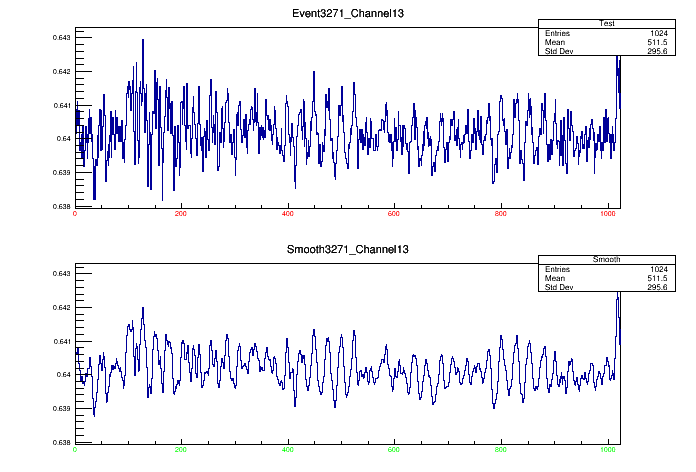 Event3271_Channel13
Test
Entries 1024
Mean 511.5
Std Dev 295.6
0.643
0.642
0.641
0.64
0.639
0.638
0 200 400 600 800 1000
Smooth3271_Channel13
Smooth
Entries 1024
Mean 511.5
Std Dev 295.6
0.643
0.642
0.641
0.64
0.639
0.638
0 200 400 600 800 1000